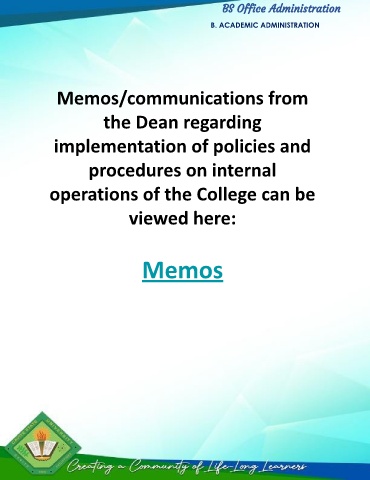 BS Office Administration
B. ACADEMIC ADMINISTRATION
Memos/communications from
the Dean regarding
implementation of policies and
procedures on internal
operations of the College can be
viewed here:
Memos
Creating a Community of Life-Long Learners